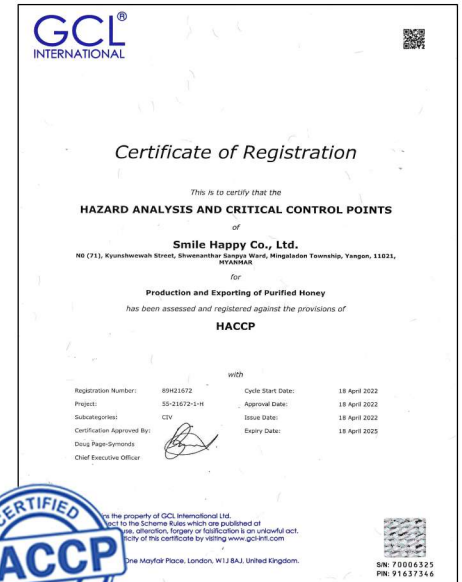 GCL®
INTERNATIONAL
Certificate of Registration
This is to certify that the
HAZARD ANALYSIS AND CRITICAL CONTROL POINTS
of
Smile Happy Co., Ltd.
N0 (71), Kyunshwewah Street, Shwenanthar Sanpya Ward, Mingaladon Township, Yangon, 11021,
MYANMAR
for
Production and Exporting of Purified Honey
has been assessed and registered against the provisions of
HACCP
with
Registration Number: 89H21672 Cycle Start Date: 18 April 2022
Project: 55-21672-1-H Approval Date: 18 April 2022
Subcategories: CIV Issue Date: 18 April 2022
Certification Approved By: Expiry Date: 18 April 2025
Doug Page-Symonds
Chief Executive Officer
the property of GCL International Ltd.
to the Scheme Rules which are published at
use, alteration, forgery or falsification is an unlawful act.
of this certificate by visiting www.gcl-intl.com
One Mayfair Place, London, W1J 8AJ, United Kingdom.
CERTIFIED
ACCP
S/N: 70006325
PIN: 91637346